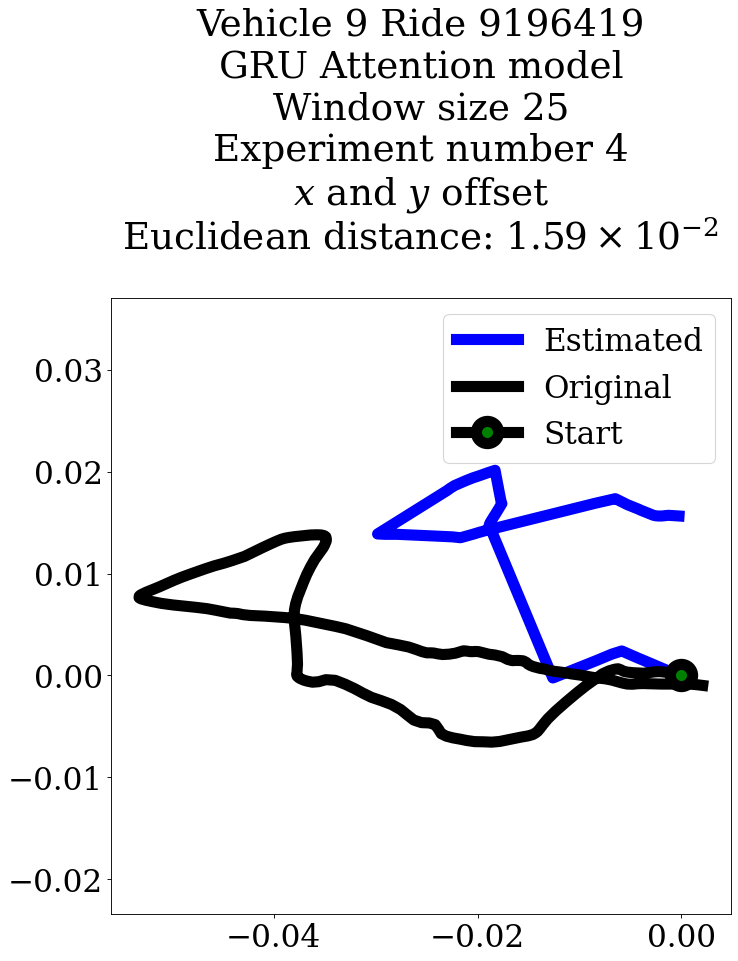 Vehicle 9 Ride 9196419
GRU Attention model
Window size 25
Experiment number 4
x and y offset
Euclidean distance: 1.59 × 10⁻²
Estimated
Original
Start
0.03
0.02
0.01
0.00
−0.01
−0.02
−0.04
−0.02
0.00